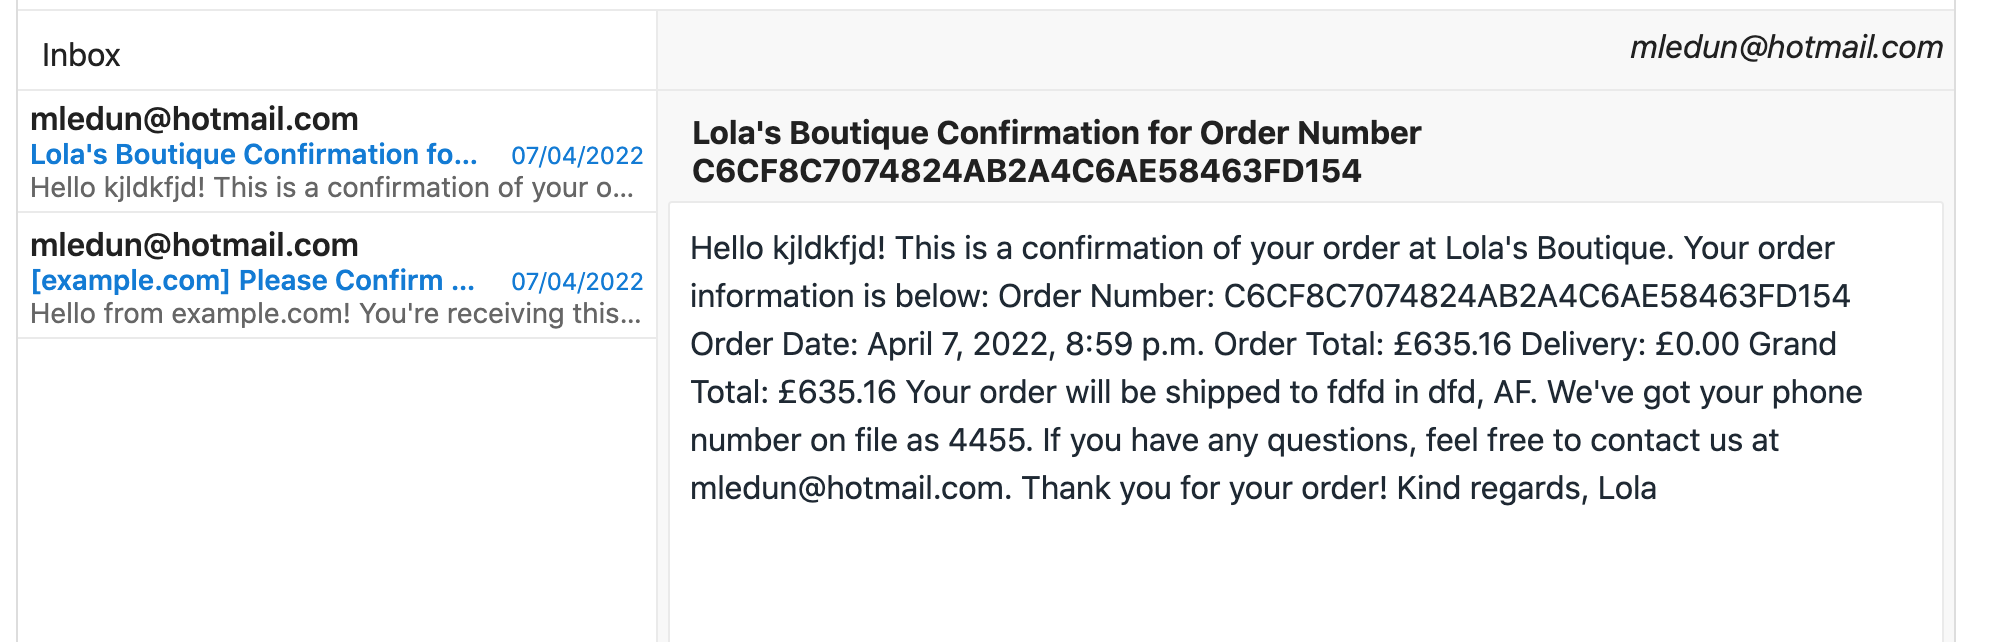 Inbox
mledun@hotmail.com
mledun@hotmail.com
Lola's Boutique Confirmation fo... 07/04/2022
Hello kjldkfjd! This is a confirmation of your o...
mledun@hotmail.com
[example.com] Please Confirm ... 07/04/2022
Hello from example.com! You're receiving this...
Lola's Boutique Confirmation for Order Number
C6CF8C7074824AB2A4C6AE58463FD154
Hello kjldkfjd! This is a confirmation of your order at Lola's Boutique. Your order
information is below: Order Number: C6CF8C7074824AB2A4C6AE58463FD154
Order Date: April 7, 2022, 8:59 p.m. Order Total: £635.16 Delivery: £0.00 Grand
Total: £635.16 Your order will be shipped to fdfd in dfd, AF. We've got your phone
number on file as 4455. If you have any questions, feel free to contact us at
mledun@hotmail.com. Thank you for your order! Kind regards, Lola